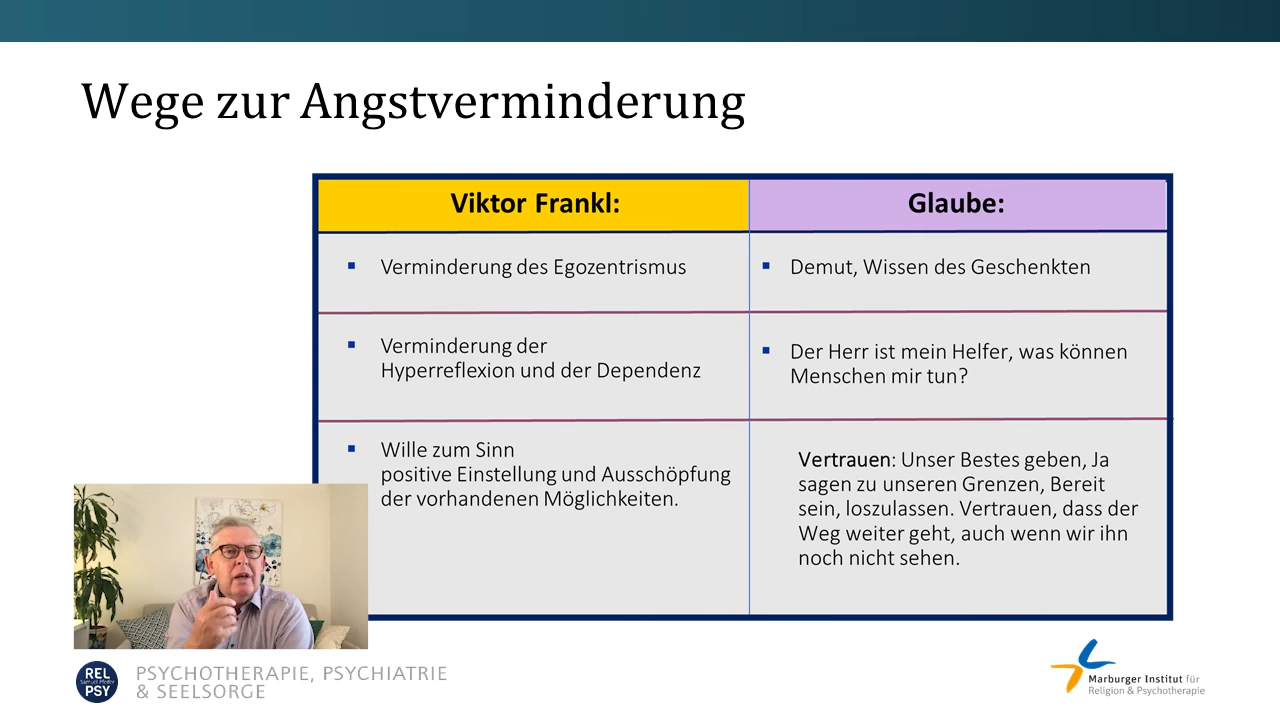 Wege zur Angstverminderung
Viktor Frankl:
Glaube:
▪ Verminderung des Egozentrismus
▪ Demut, Wissen des Geschenkten
▪ Verminderung der
Hyperreflexion und der Dependenz
▪ Der Herr ist mein Helfer, was können
Menschen mir tun?
▪ Wille zum Sinn
positive Einstellung und Ausschöpfung
der vorhandenen Möglichkeiten.
Vertrauen: Unser Bestes geben, Ja
sagen zu unseren Grenzen, Bereit
sein, loszulassen. Vertrauen, dass der
Weg weiter geht, auch wenn wir ihn
noch nicht sehen.
REL
Samuel Pfeifer
PSY
PSYCHOTHERAPIE, PSYCHIATRIE
& SEELSORGE
Marburger Institut für
Religion & Psychotherapie